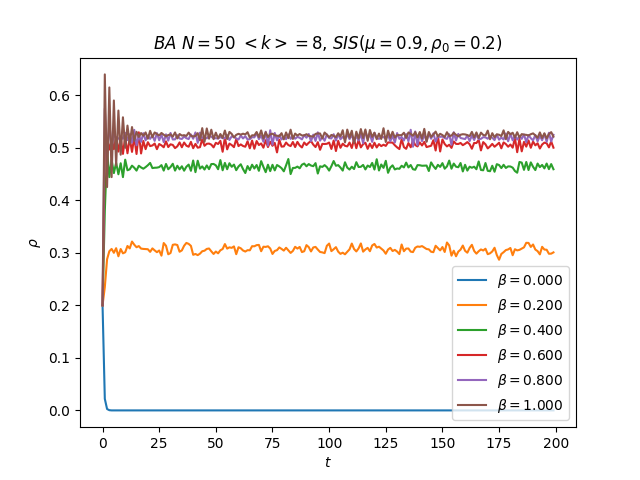 BA N = 50 < k > = 8, SIS(μ = 0.9, ρ₀ = 0.2)
0.6
0.5
0.4
0.3
0.2
0.1
0.0
ρ
β = 0.000
β = 0.200
β = 0.400
β = 0.600
β = 0.800
β = 1.000
0 25 50 75 100 125 150 175 200
t